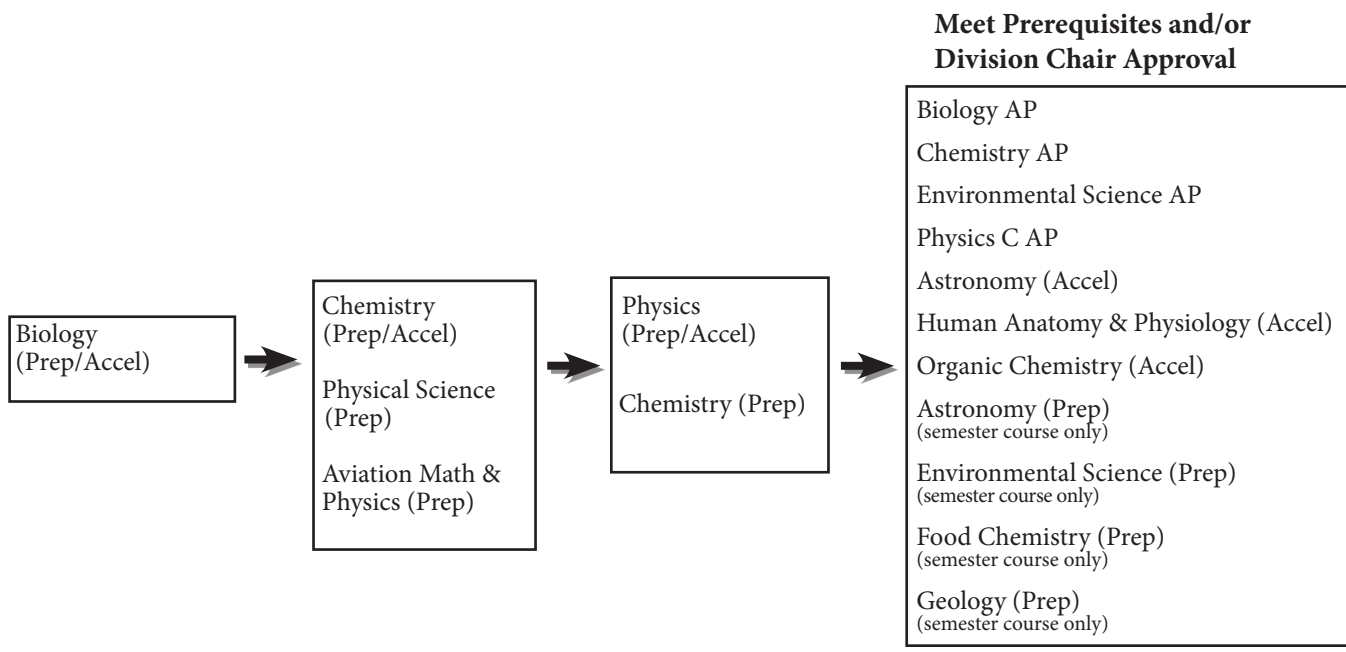 Meet Prerequisites and/or
Division Chair Approval
Biology
(Prep/Accel)
Chemistry
(Prep/Accel)
Physical Science
(Prep)
Aviation Math &
Physics (Prep)
Physics
(Prep/Accel)
Chemistry (Prep)
Biology AP
Chemistry AP
Environmental Science AP
Physics C AP
Astronomy (Accel)
Human Anatomy & Physiology (Accel)
Organic Chemistry (Accel)
Astronomy (Prep)
(semester course only)
Environmental Science (Prep)
(semester course only)
Food Chemistry (Prep)
(semester course only)
Geology (Prep)
(semester course only)